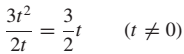 3t²/2t = 3/2 t (t ≠ 0)